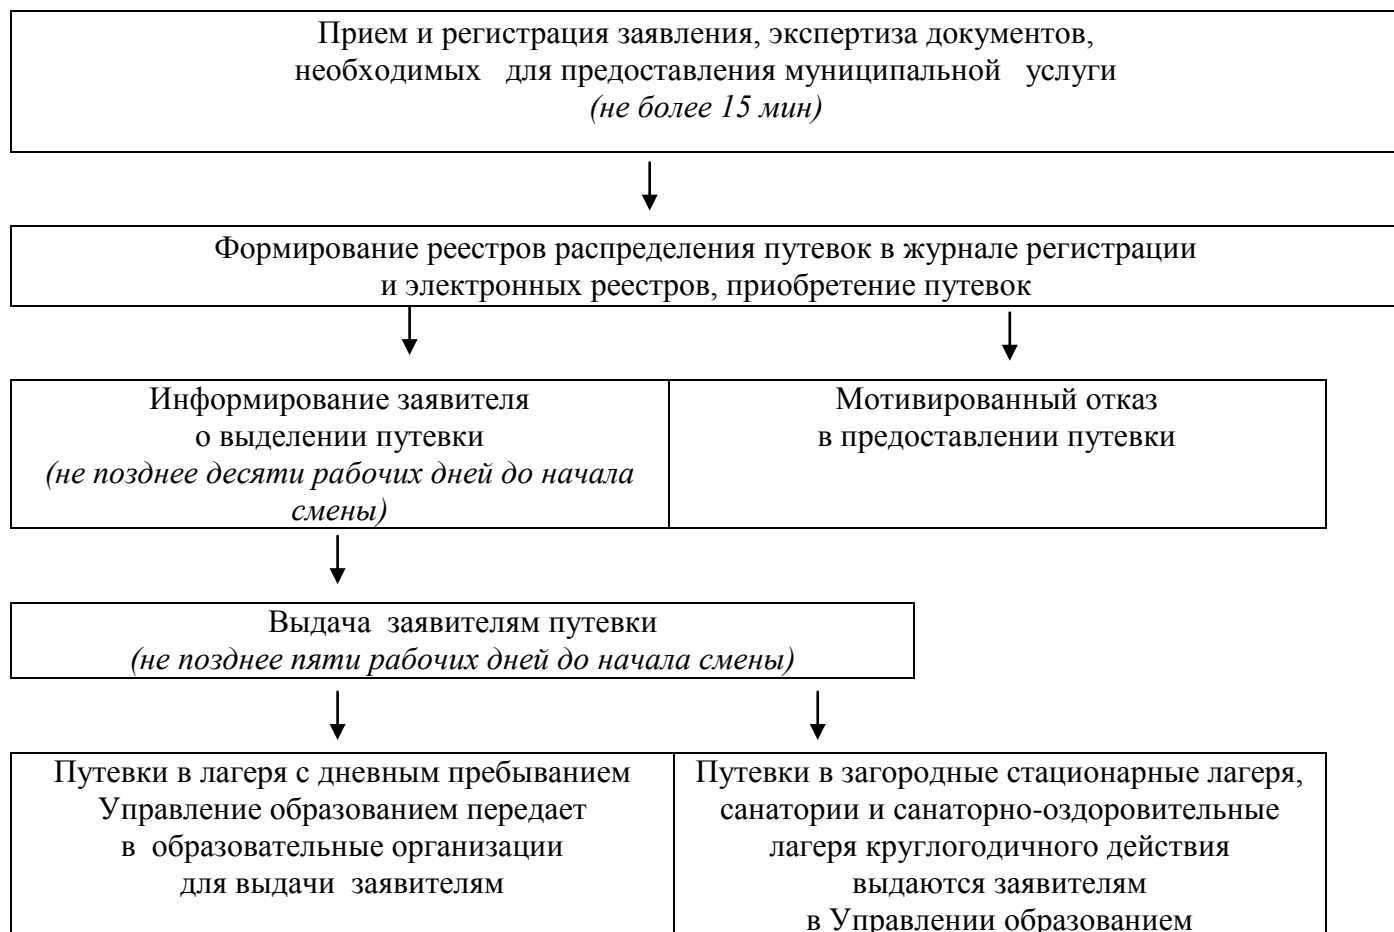 Прием и регистрация заявления, экспертиза документов,
необходимых для предоставления муниципальной услуги
(не более 15 мин)
Формирование реестров распределения путевок в журнале регистрации
и электронных реестров, приобретение путевок
Информирование заявителя
о выделении путевки
(не позднее десяти рабочих дней до начала
смены)
Мотивированный отказ
в предоставлении путевки
Выдача заявителям путевки
(не позднее пяти рабочих дней до начала смены)
Путевки в лагеря с дневным пребыванием
Управление образованием передает
в образовательные организации
для выдачи заявителям
Путевки в загородные стационарные лагеря,
санатории и санаторно-оздоровительные
лагеря круглогодичного действия
выдаются заявителям
в Управлении образованием